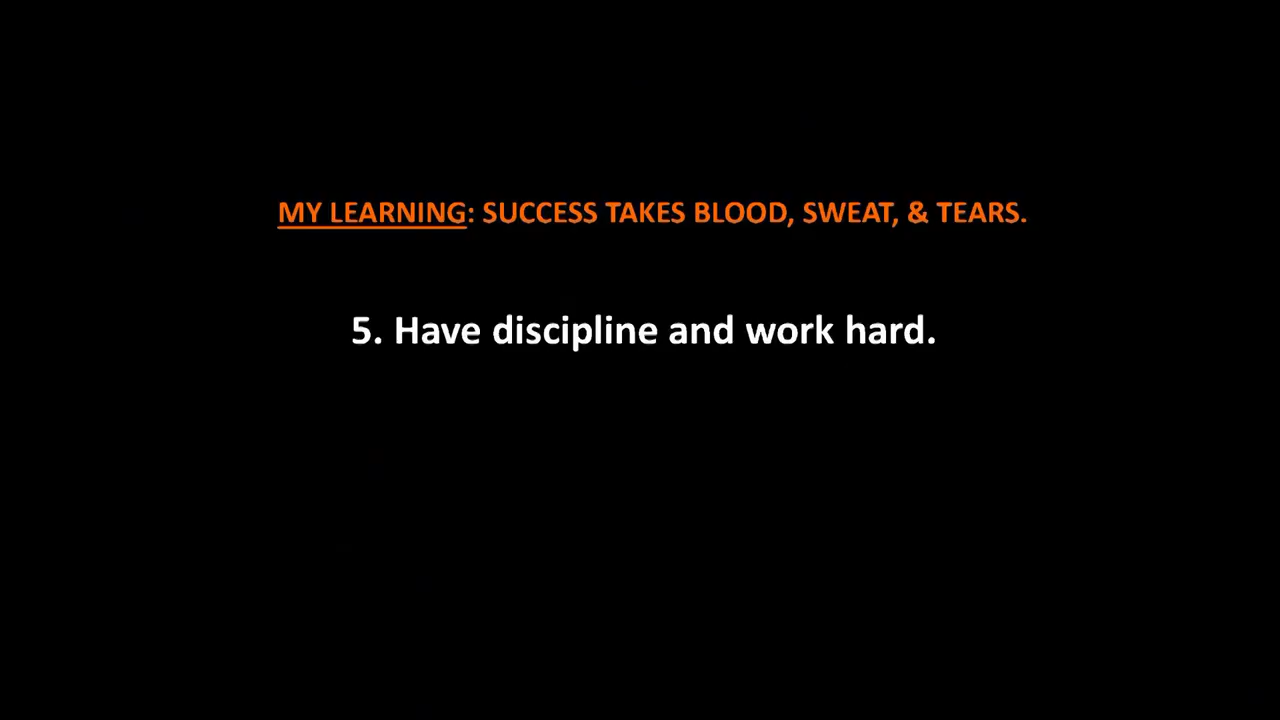 MY LEARNING: SUCCESS TAKES BLOOD, SWEAT, & TEARS.
5. Have discipline and work hard.